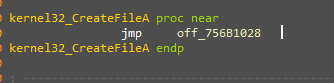 kernel32_CreateFileA proc near
jmp off_756B1028
kernel32_CreateFileA endp